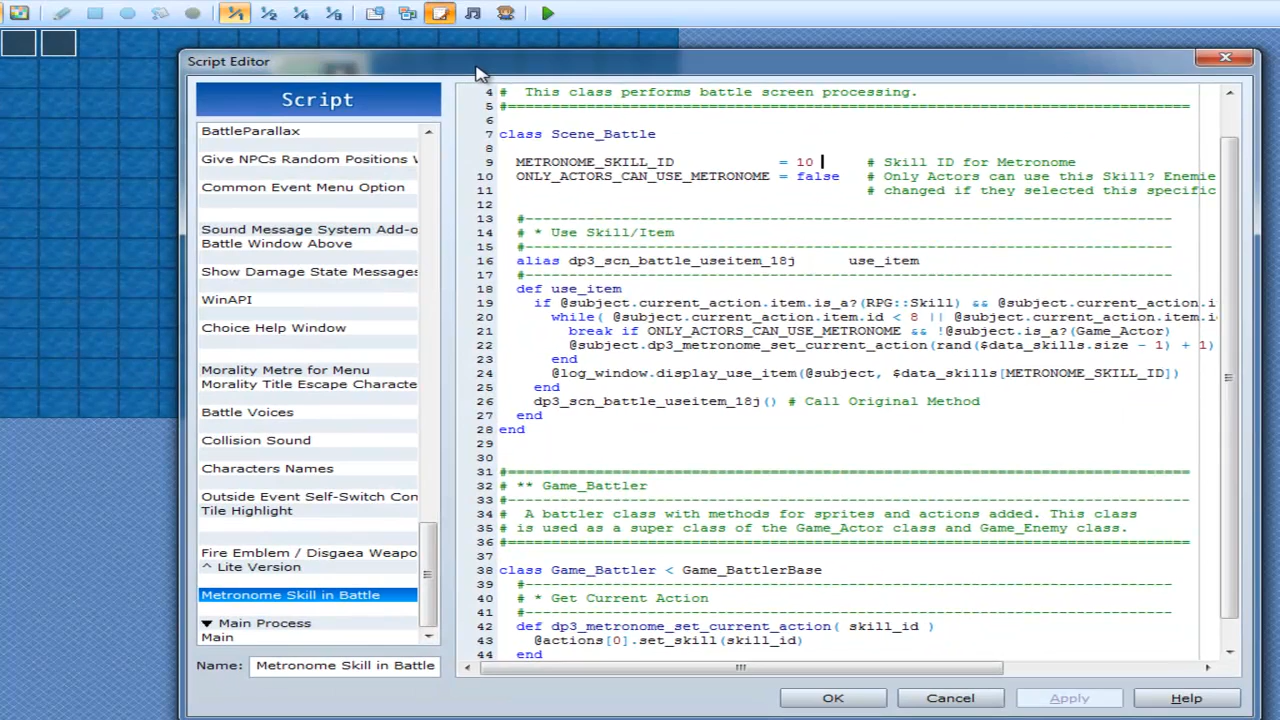 Script Editor
Script
BattleParallax
Give NPCs Random Positions W
Common Event Menu Option
Sound Message System Add-o
Battle Window Above
Show Damage State Messages
WinAPI
Choice Help Window
Morality Metre for Menu
Morality Title Escape Characte
Battle Voices
Collision Sound
Characters Names
Outside Event Self-Switch Con
Tile Highlight
Fire Emblem / Disgaea Weapo
^ Lite Version
Metronome Skill in Battle
▼ Main Process
Main
Name: Metronome Skill in Battle
4 #  This class performs battle screen processing.
5 #==============================================================================
6
7 class Scene_Battle
8
9 METRONOME_SKILL_ID = 10 # Skill ID for Metronome
10 ONLY_ACTORS_CAN_USE_METRONOME = false # Only Actors can use this Skill? Enemie
11 # changed if they selected this specific
12
13 #--------------------------------------------------------------------------
14 # * Use Skill/Item
15 #--------------------------------------------------------------------------
16 alias dp3_scn_battle_useitem_18j use_item
17 #--------------------------------------------------------------------------
18 def use_item
19 if @subject.current_action.item.is_a?(RPG::Skill) && @subject.current_action.i
20 while( @subject.current_action.item.id < 8 || @subject.current_action.item.i
21 break if ONLY_ACTORS_CAN_USE_METRONOME && !@subject.is_a?(Game_Actor)
22 @subject.dp3_metronome_set_current_action(rand($data_skills.size - 1) + 1)
23 end
24 @log_window.display_use_item(@subject, $data_skills[METRONOME_SKILL_ID])
25 end
26 dp3_scn_battle_useitem_18j() # Call Original Method
27 end
28 end
29
30
31 #==============================================================================
32 # ** Game_Battler
33 #------------------------------------------------------------------------------
34 #  A battler class with methods for sprites and actions added. This class
35 # is used as a super class of the Game_Actor class and Game_Enemy class.
36 #==============================================================================
37
38 class Game_Battler < Game_BattlerBase
39 #--------------------------------------------------------------------------
40 # * Get Current Action
41 #--------------------------------------------------------------------------
42 def dp3_metronome_set_current_action( skill_id )
43 @actions[0].set_skill(skill_id)
44 end
OK
Cancel
Apply
Help